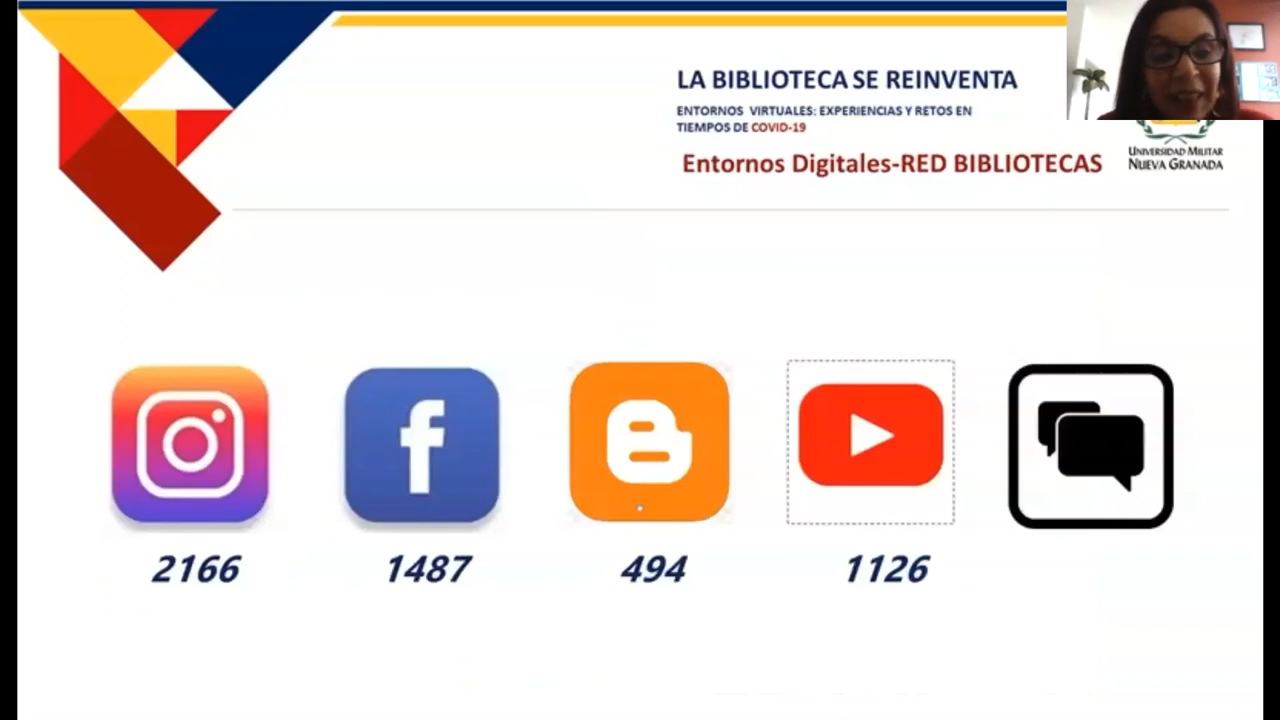 LA BIBLIOTECA SE REINVENTA
ENTORNOS VIRTUALES: EXPERIENCIAS Y RETOS EN
TIEMPOS DE COVID-19
Entornos Digitales-RED BIBLIOTECAS
UNIVERSIDAD MILITAR
NUEVA GRANADA
2166
1487
494
1126